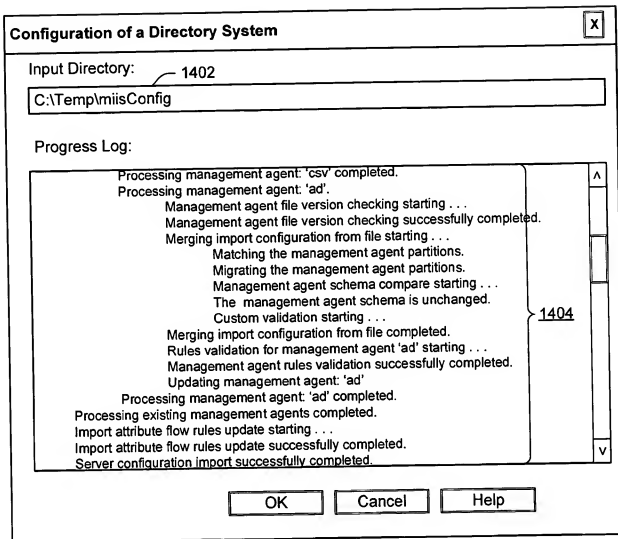 Configuration of a Directory System
X
Input Directory:
1402
C:\Temp\miisConfig
Progress Log:
Processing management agent: 'csv' completed.
Processing management agent: 'ad'.
Management agent file version checking starting . . .
Management agent file version checking successfully completed.
Merging import configuration from file starting . . .
Matching the management agent partitions.
Migrating the management agent partitions.
Management agent schema compare starting . . .
The management agent schema is unchanged.
Custom validation starting . . .
1404
Merging import configuration from file completed.
Rules validation for management agent 'ad' starting . . .
Management agent rules validation successfully completed.
Updating management agent: 'ad'
Processing management agent: 'ad' completed.
Processing existing management agents completed.
Import attribute flow rules update starting . . .
Import attribute flow rules update successfully completed.
Server configuration import successfully completed.
OK Cancel Help